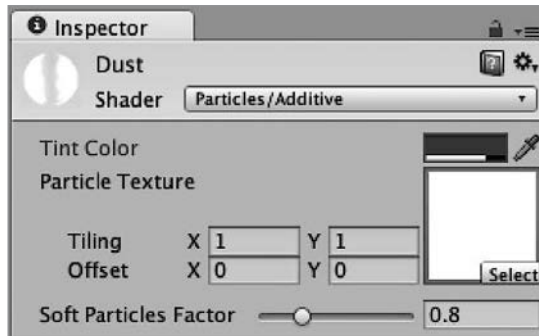 Inspector
Dust
Shader Particles/Additive
Tint Color
Particle Texture
Tiling X 1 Y 1
Offset X 0 Y 0
Select
Soft Particles Factor 0.8